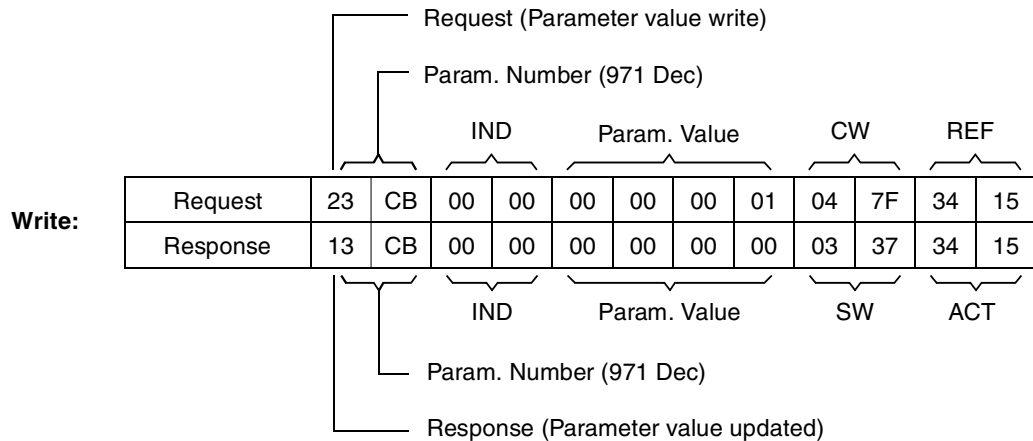 Request (Parameter value write)
Param. Number (971 Dec)
IND Param. Value CW REF
Write:
Request 23 CB 00 00 00 00 00 01 04 7F 34 15
Response 13 CB 00 00 00 00 00 00 03 37 34 15
IND Param. Value SW ACT
Param. Number (971 Dec)
Response (Parameter value updated)